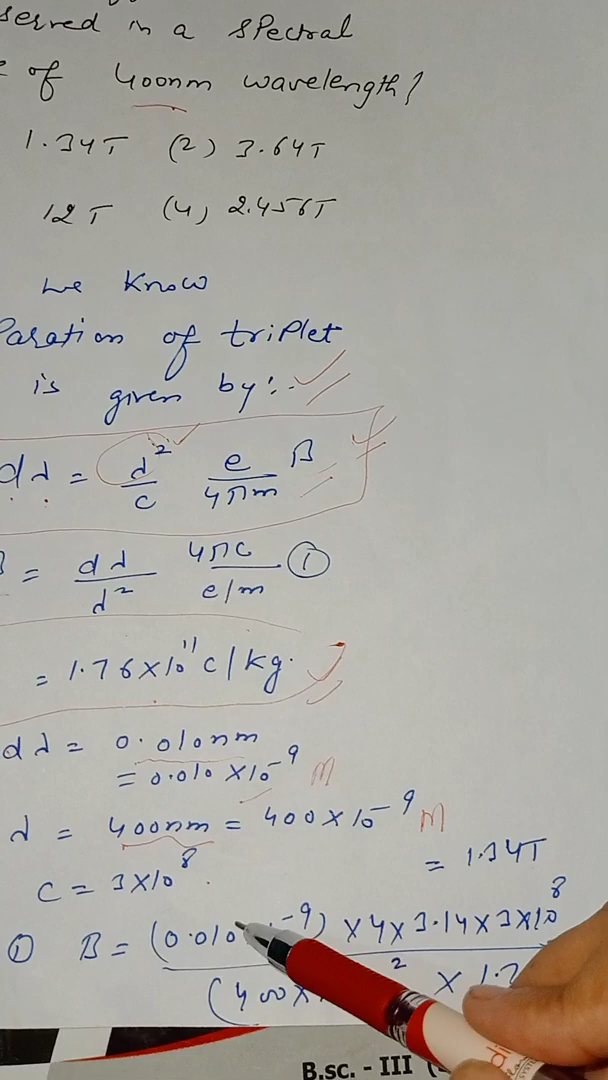 served in a spectral
of 400nm wavelength?
1.34T (2) 3.64T
12T (4) 2.456T
we know
paration of triplet
is given by:-
dλ = λ²/c e/4πm B
= dλ/λ² 4πc/e/m ①
= 1.76×10¹¹ c/kg.
dλ = 0.010nm
= 0.010 ×10⁻⁹ M
λ = 400nm = 400×10⁻⁹ M
= 1.34T
C = 3×10⁸.
① B = (0.010 ⁻⁹) ×4×3.14×3×10⁸
(400× ² × 1.7
B.sc. - III